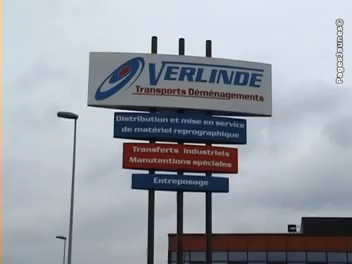 VERLINDE
Transports Déménagements
Distribution et mise en service
de matériel reprographique
Transferts industriels
Manutentions spéciales
Entreposage
PagesJaunes©